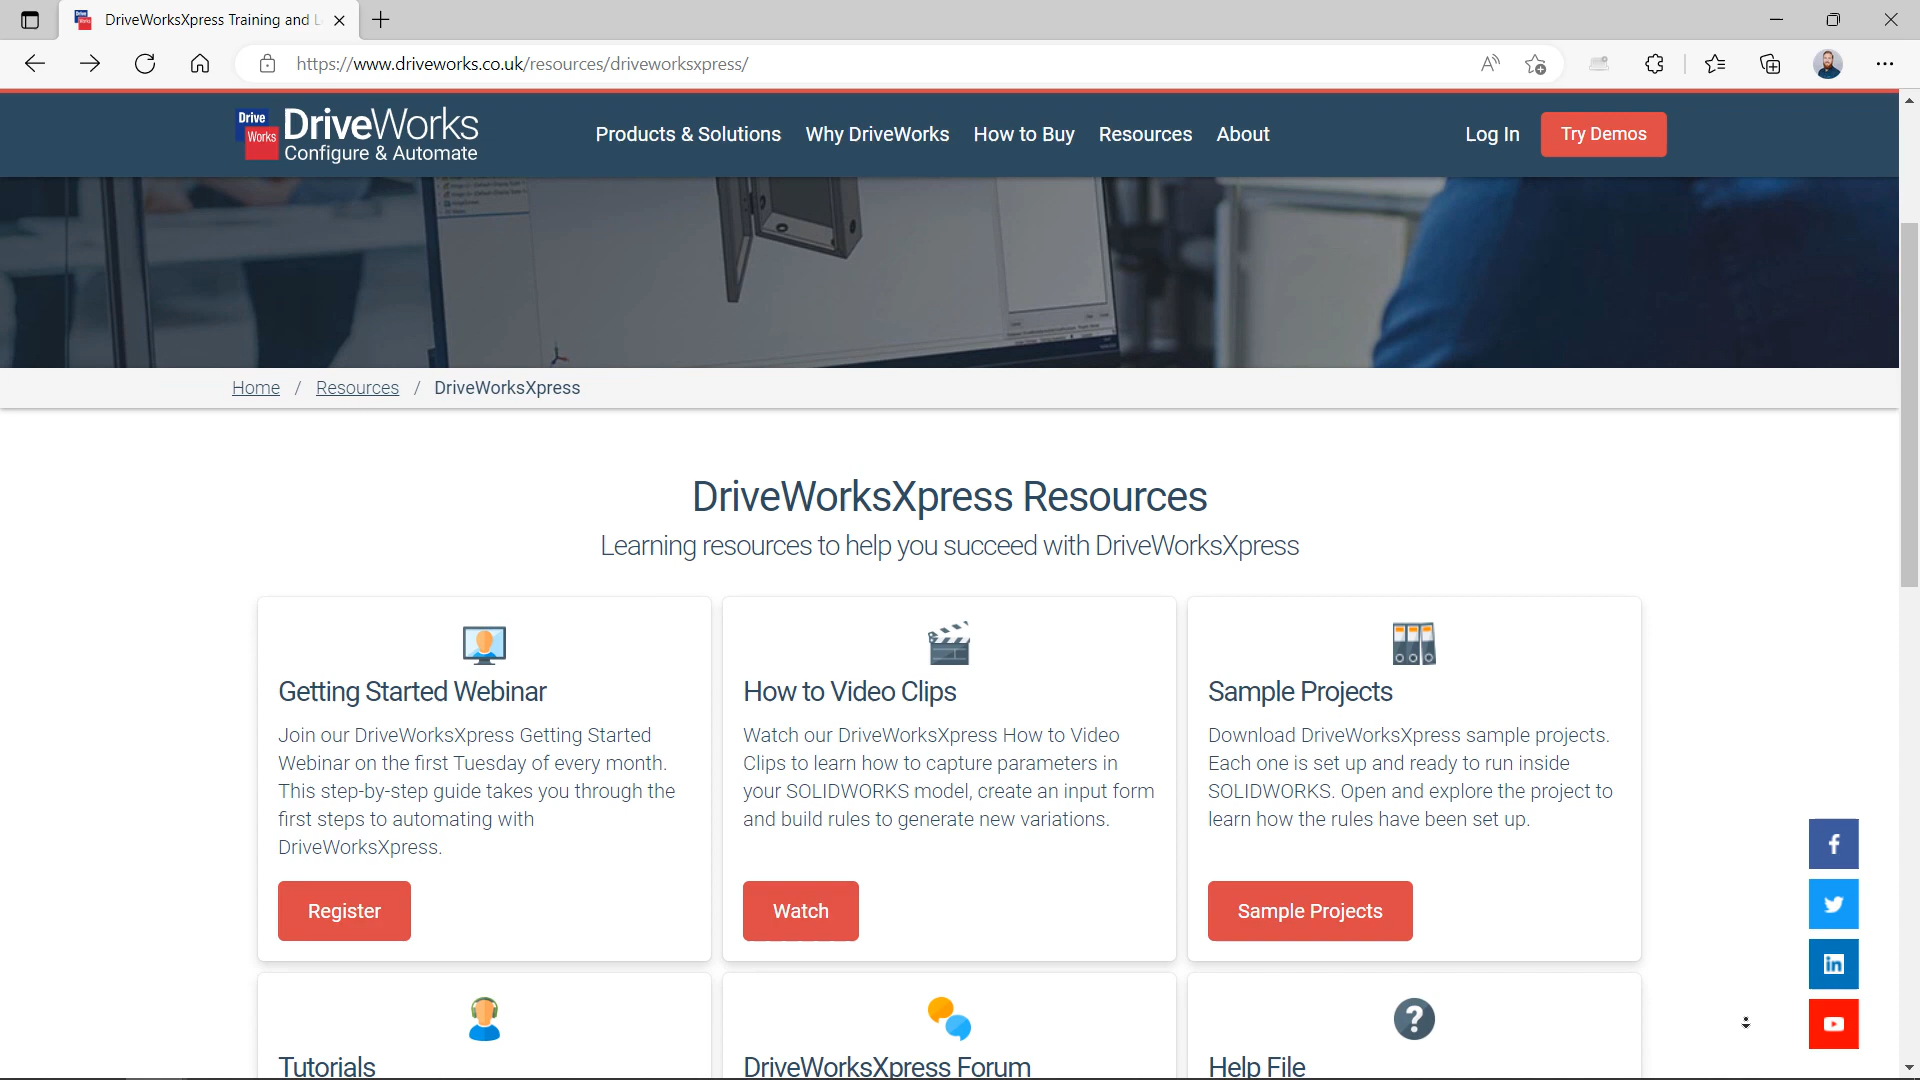 DriveWorksXpress Training and L
https://www.driveworks.co.uk/resources/driveworksxpress/
Drive
Works
DriveWorks
Configure & Automate
Products & Solutions
Why DriveWorks
How to Buy
Resources
About
Log In
Try Demos
Home / Resources / DriveWorksXpress
DriveWorksXpress Resources
Learning resources to help you succeed with DriveWorksXpress
Getting Started Webinar
Join our DriveWorksXpress Getting Started
Webinar on the first Tuesday of every month.
This step-by-step guide takes you through the
first steps to automating with
DriveWorksXpress.
Register
How to Video Clips
Watch our DriveWorksXpress How to Video
Clips to learn how to capture parameters in
your SOLIDWORKS model, create an input form
and build rules to generate new variations.
Watch
Sample Projects
Download DriveWorksXpress sample projects.
Each one is set up and ready to run inside
SOLIDWORKS. Open and explore the project to
learn how the rules have been set up.
Sample Projects
Tutorials
DriveWorksXpress Forum
Help File